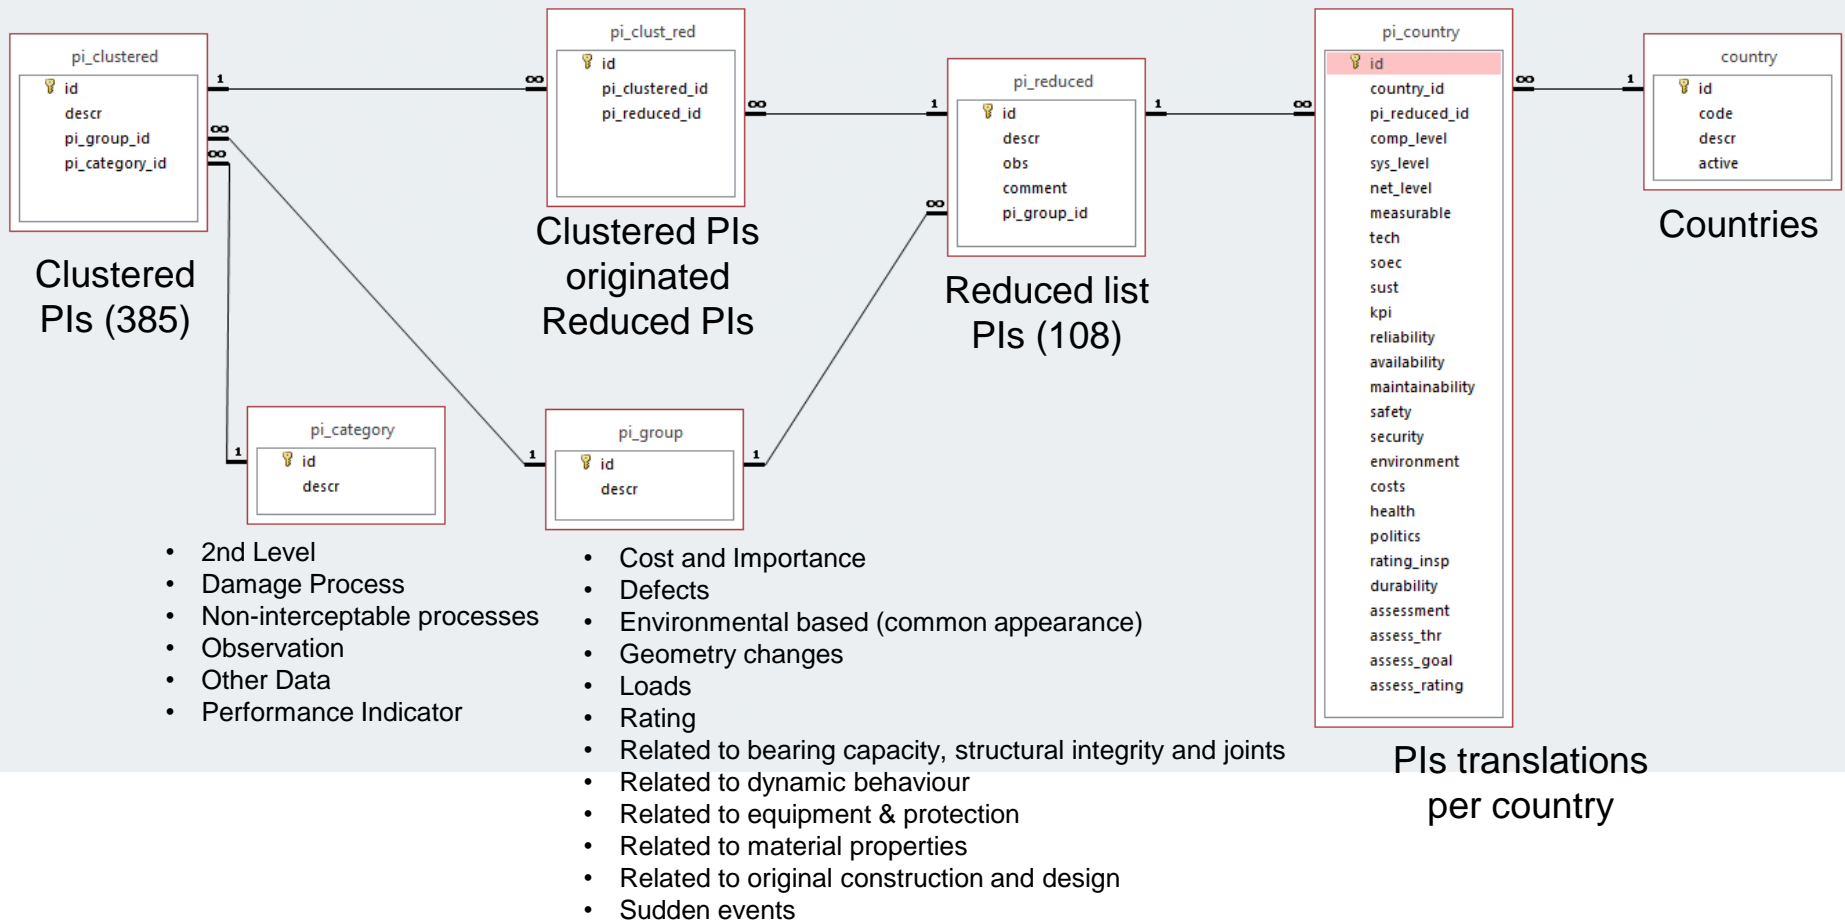 pi_clustered
id
descr
pi_group_id
pi_category_id
1
∞
∞
∞
Clustered
PIs (385)
pi_clust_red
id
pi_clustered_id
pi_reduced_id
∞
Clustered PIs
originated
Reduced PIs
pi_reduced
id
descr
obs
comment
pi_group_id
1
1
∞
∞
Reduced list
PIs (108)
pi_country
id
country_id
pi_reduced_id
comp_level
sys_level
net_level
measurable
tech
soec
sust
kpi
reliability
availability
maintainability
safety
security
environment
costs
health
politics
rating_insp
durability
assessment
assess_thr
assess_goal
assess_rating
∞
1
PIs translations
per country
country
id
code
descr
active
Countries
pi_category
1
id
descr
• 2nd Level
• Damage Process
• Non-interceptable processes
• Observation
• Other Data
• Performance Indicator
pi_group
1
id
descr
1
• Cost and Importance
• Defects
• Environmental based (common appearance)
• Geometry changes
• Loads
• Rating
• Related to bearing capacity, structural integrity and joints
• Related to dynamic behaviour
• Related to equipment & protection
• Related to material properties
• Related to original construction and design
• Sudden events